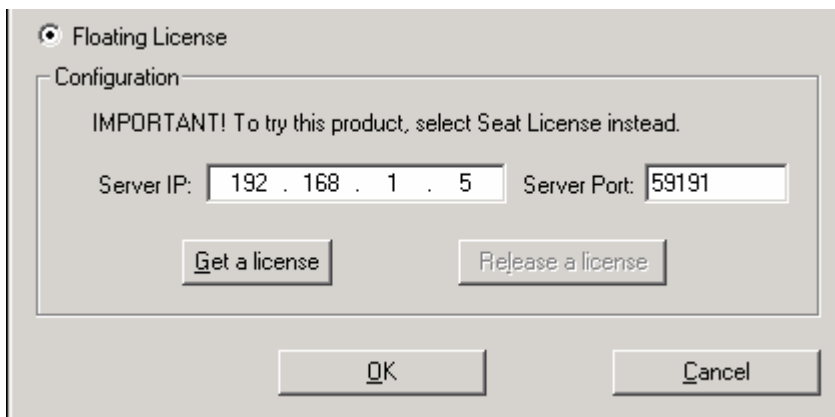 Floating License
Configuration
IMPORTANT! To try this product, select Seat License instead.
Server IP: 192 . 168 . 1 . 5 Server Port: 59191
Get a license Release a license
OK Cancel